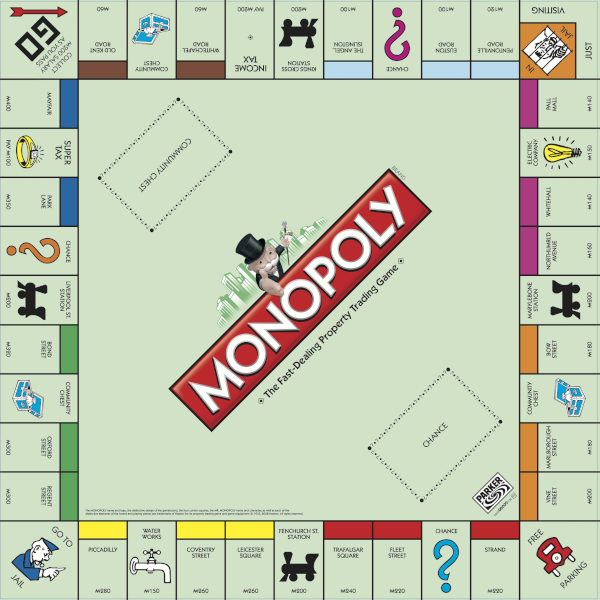 COLLECT
M200 SALARY
AS YOU PASS
GO
OLD KENT
ROAD
M60
COMMUNITY
CHEST
WHITECHAPEL
ROAD
M60
INCOME
TAX
PAY M200
KINGS CROSS
STATION
M200
THE ANGEL
ISLINGTON
M100
CHANCE
EUSTON
ROAD
M100
PENTONVILLE
ROAD
M120
IN
JAIL
JUST
VISITING
PALL
MALL
M140
ELECTRIC
COMPANY
M150
WHITEHALL
M140
NORTHUMRL'D
AVENUE
M160
MARYLEBONE
STATION
M200
BOW
STREET
M180
COMMUNITY
CHEST
MARLBOROUGH
STREET
M180
VINE
STREET
M200
FREE
PARKING
STRAND
M220
CHANCE
FLEET
STREET
M220
TRAFALGAR
SQUARE
M240
FENCHURCH ST.
STATION
M200
LEICESTER
SQUARE
M260
COVENTRY
STREET
M260
WATER
WORKS
M150
PICCADILLY
M280
GO TO
JAIL
REGENT
STREET
M300
OXFORD
STREET
M300
COMMUNITY
CHEST
BOND
STREET
M320
LIVERPOOL ST.
STATION
M200
CHANCE
PARK
LANE
M350
SUPER
TAX
PAY M100
MAYFAIR
M400
COMMUNITY CHEST
MONOPOLY
The Fast-Dealing Property Trading Game
CHANCE
PARKER